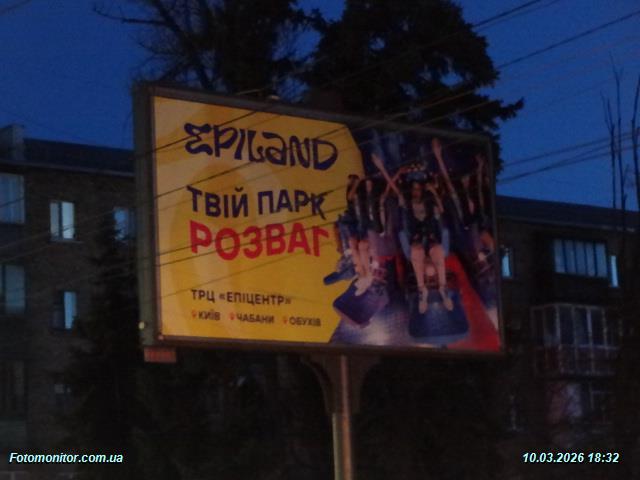 EPILAND
ТВІЙ ПАРК
РОЗВАГ
ТРЦ «ЕПІЦЕНТР»
КИЇВ ЧАБАНИ ОБУХІВ
Fotomonitor.com.ua
10.03.2026 18:32